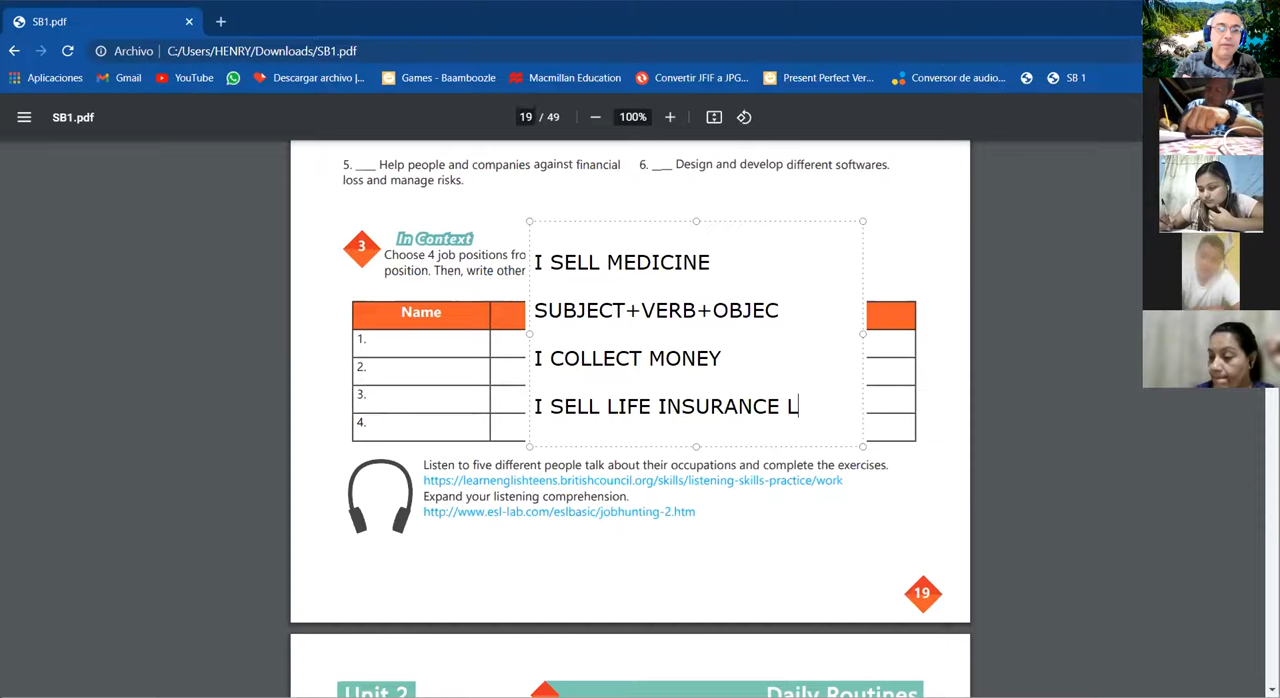 SB1.pdf
Archivo C:/Users/HENRY/Downloads/SB1.pdf
Aplicaciones Gmail YouTube Descargar archivo |... Games - Baamboozle Macmillan Education Convertir JFIF a JPG... Present Perfect Ver... Conversor de audio... SB 1
SB1.pdf 19 / 49 100%
5. ___ Help people and companies against financial 6. ___ Design and develop different softwares.
loss and manage risks.
3 In Context
Choose 4 job positions fro
position. Then, write other
I SELL MEDICINE
SUBJECT+VERB+OBJEC
I COLLECT MONEY
I SELL LIFE INSURANCE L
Name
1.
2.
3.
4.
Listen to five different people talk about their occupations and complete the exercises.
https://learnenglishteens.britishcouncil.org/skills/listening-skills-practice/work
Expand your listening comprehension.
http://www.esl-lab.com/eslbasic/jobhunting-2.htm
19
Unit 2 Daily Routines